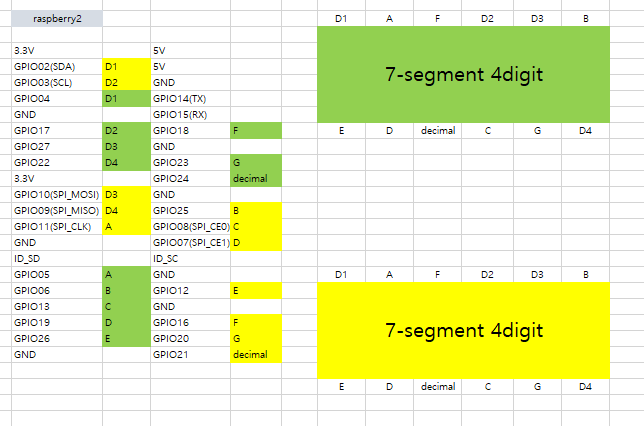 raspberry2 D1 A F D2 D3 B
3.3V 5V
GPIO02(SDA) D1 5V
GPIO03(SCL) D2 GND
7-segment 4digit
GPIO04 D1 GPIO14(TX)
GND GPIO15(RX)
GPIO17 D2 GPIO18 F E D decimal C G D4
GPIO27 D3 GND
GPIO22 D4 GPIO23 G
3.3V GPIO24 decimal
GPIO10(SPI_MOSI) D3 GND
GPIO09(SPI_MISO) D4 GPIO25 B
GPIO11(SPI_CLK) A GPIO08(SPI_CE0) C
GND GPIO07(SPI_CE1) D
ID_SD ID_SC
GPIO05 A GND D1 A F D2 D3 B
GPIO06 B GPIO12 E
GPIO13 C GND
GPIO19 D GPIO16 F
7-segment 4digit
GPIO26 E GPIO20 G
GND GPIO21 decimal
E D decimal C G D4